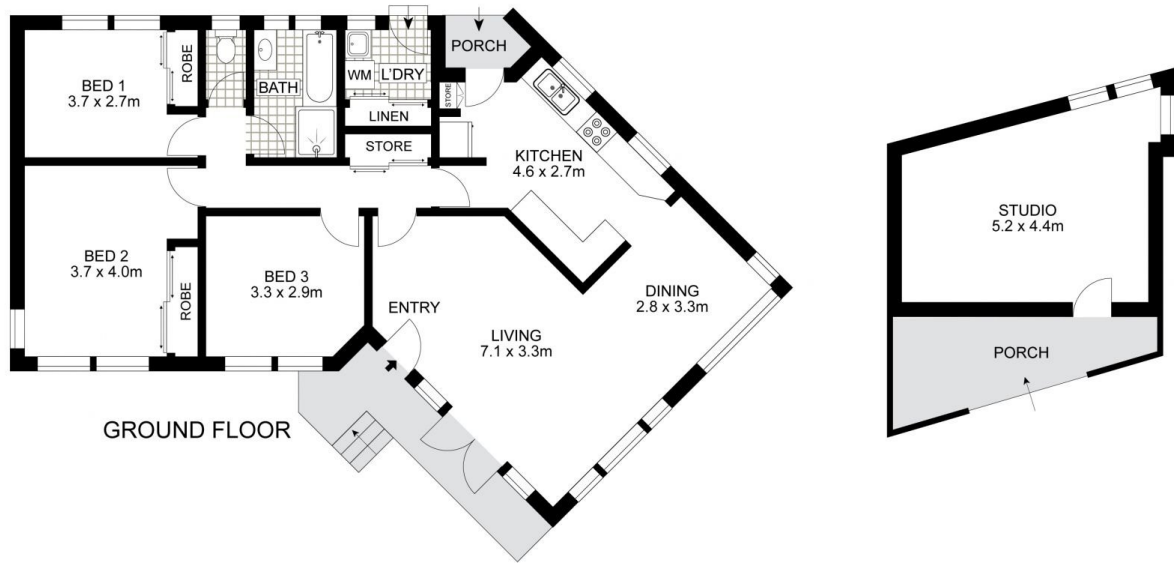 BED 1
3.7 x 2.7m
ROBE
BATH
WM
L'DRY
LINEN
STORE
PORCH
STORE
KITCHEN
4.6 x 2.7m
BED 2
3.7 x 4.0m
ROBE
BED 3
3.3 x 2.9m
ENTRY
LIVING
7.1 x 3.3m
DINING
2.8 x 3.3m
GROUND FLOOR
STUDIO
5.2 x 4.4m
PORCH